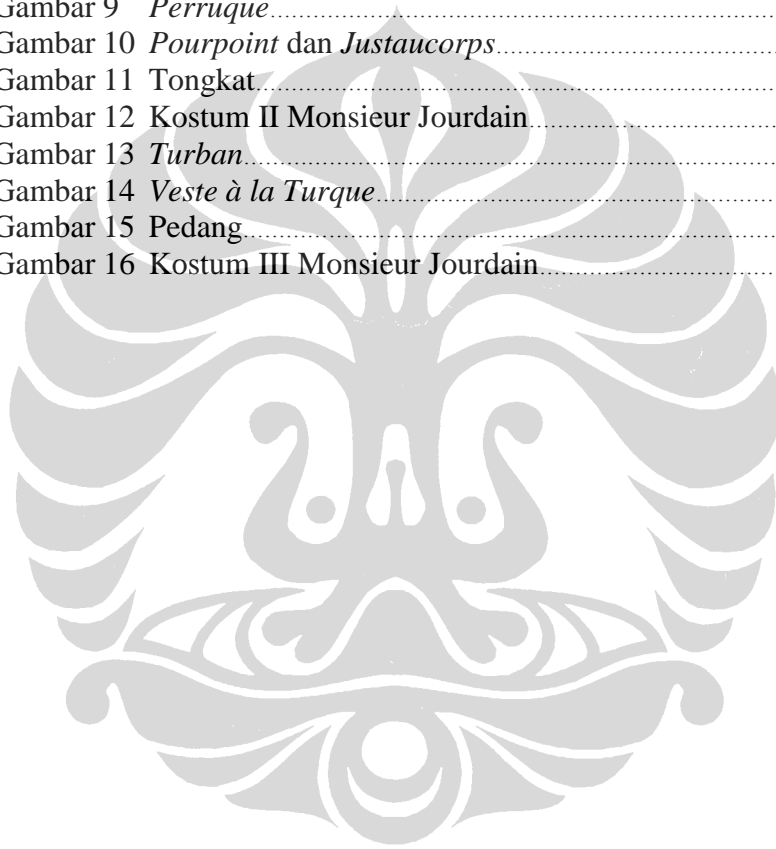 Gambar 9 Perruque
Gambar 10 Pourpoint dan Justaucorps
Gambar 11 Tongkat
Gambar 12 Kostum II Monsieur Jourdain
Gambar 13 Turban
Gambar 14 Veste à la Turque
Gambar 15 Pedang
Gambar 16 Kostum III Monsieur Jourdain